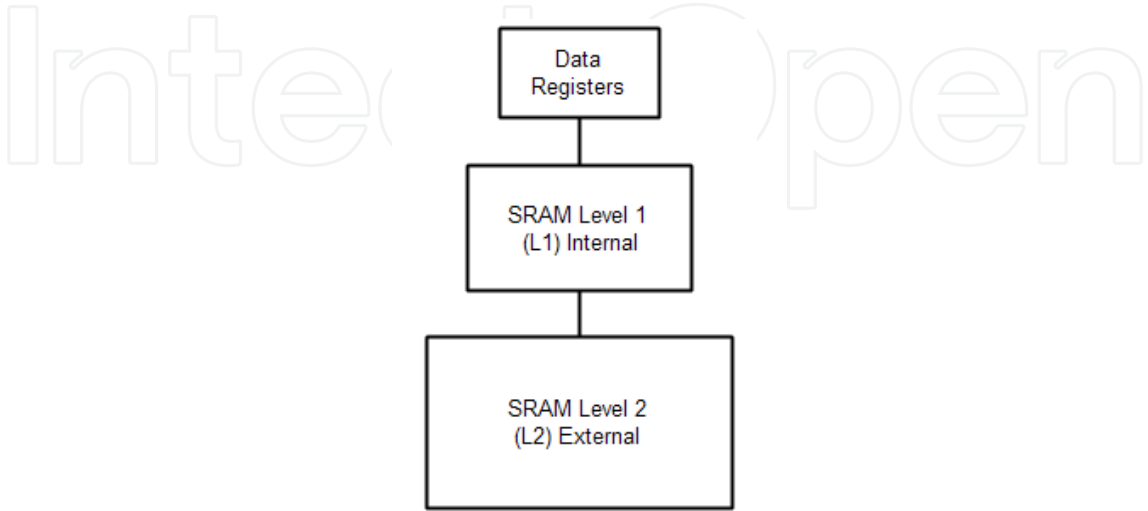 IntechOpen
Data
Registers
SRAM Level 1
(L1) Internal
SRAM Level 2
(L2) External